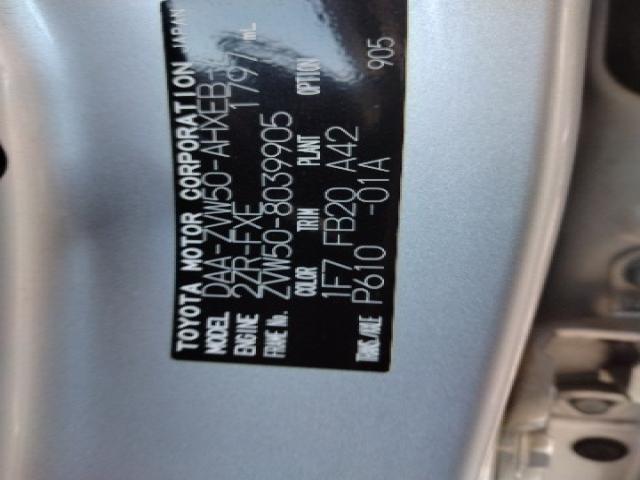 TOYOTA MOTOR CORPORATION JAPAN
MODEL DAA-ZVW50-AHXEB
ENGINE 2ZR-FXE 1797 mL
FRAME No. ZVW50-8039905
COLOR TRIM PLANT OPTION
1F7 FB20 A42 905
TRANS/AXLE P610 -01A